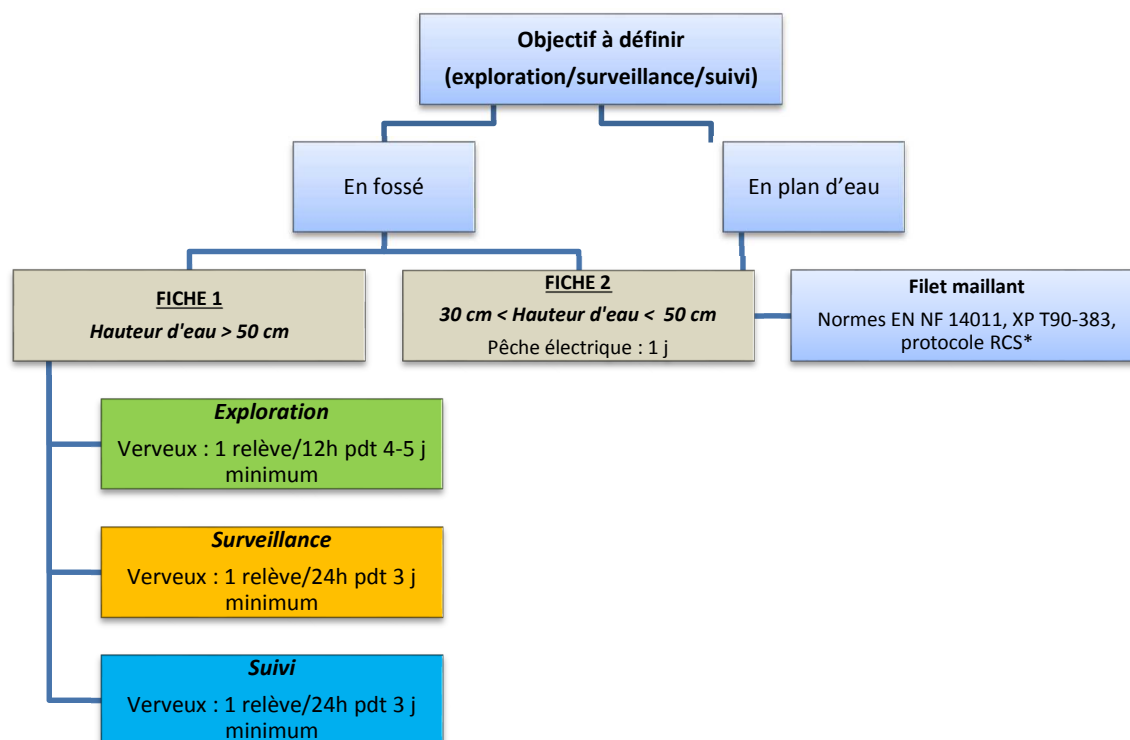 Objectif à définir
(exploration/surveillance/suivi)
En fossé
En plan d’eau
FICHE 1
Hauteur d'eau > 50 cm
FICHE 2
30 cm < Hauteur d'eau < 50 cm
Pêche électrique : 1 j
Filet maillant
Normes EN NF 14011, XP T90-383,
protocole RCS*
Exploration
Verveux : 1 relève/12h pdt 4-5 j
minimum
Surveillance
Verveux : 1 relève/24h pdt 3 j
minimum
Suivi
Verveux : 1 relève/24h pdt 3 j
minimum